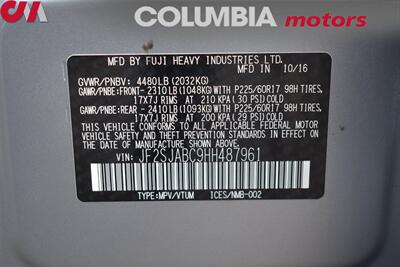 COLUMBIA motors
MFD BY FUJI HEAVY INDUSTRIES LTD. 10/16
GVWR/PNBV: 4480LB(2032KG)
GAWR/PNBE:FRONT-2310LB(1048KG)WITH P225/60R17 98H TIRES,
17X7J RIMS, AT 210 KPA (30 PSI) COLD
GAWR/PNBE:REAR -2410LB(1093KG)WITH P225/60R17 98H TIRES,
17X7J RIMS, AT 200 KPA (29 PSI) COLD
THIS VEHICLE CONFORMS TO ALL APPLICABLE FEDERAL MOTOR
VEHICLE SAFETY AND THEFT PREVENTION STANDARDS IN EFFECT
ON THE DATE OF MANUFACTURE SHOWN ABOVE.
VIN: JF2SJABC9HH487961
TYPE:MPV/VTUM ICES/NMB-002